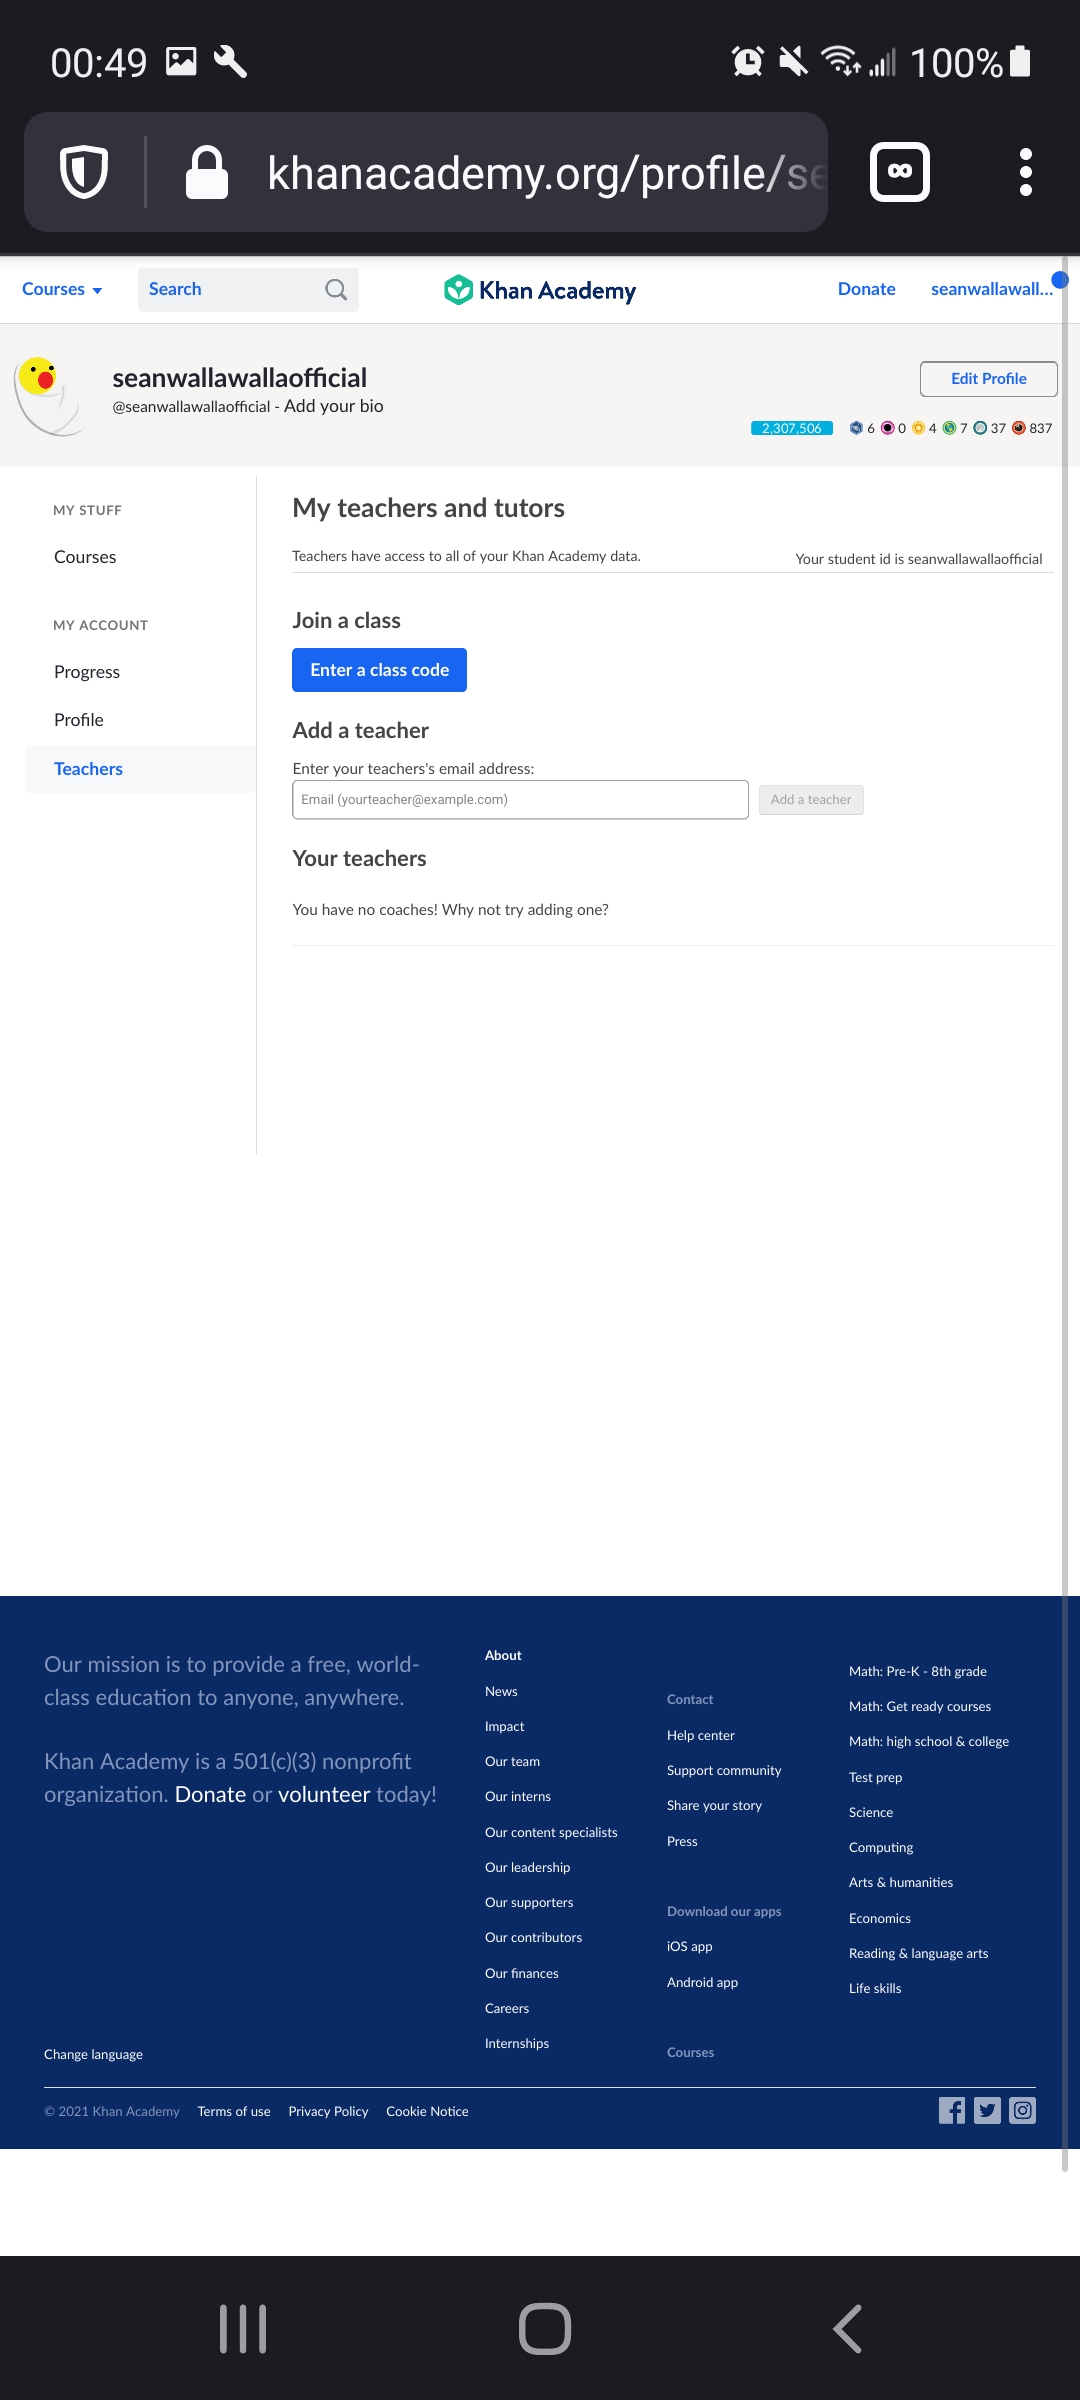 00:49
100%
khanacademy.org/profile/se
∞
Courses
Search
Khan Academy
Donate
seanwallawall...
seanwallawallaofficial
@seanwallawallaofficial - Add your bio
Edit Profile
2,307,506 6 0 4 7 37 837
MY STUFF
Courses
MY ACCOUNT
Progress
Profile
Teachers
My teachers and tutors
Teachers have access to all of your Khan Academy data.
Your student id is seanwallawallaofficial
Join a class
Enter a class code
Add a teacher
Enter your teachers's email address:
Email (yourteacher@example.com)
Add a teacher
Your teachers
You have no coaches! Why not try adding one?
Our mission is to provide a free, world-
class education to anyone, anywhere.
Khan Academy is a 501(c)(3) nonprofit
organization. Donate or volunteer today!
Change language
About
News
Impact
Our team
Our interns
Our content specialists
Our leadership
Our supporters
Our contributors
Our finances
Careers
Internships
Contact
Help center
Support community
Share your story
Press
Download our apps
iOS app
Android app
Courses
Math: Pre-K - 8th grade
Math: Get ready courses
Math: high school & college
Test prep
Science
Computing
Arts & humanities
Economics
Reading & language arts
Life skills
© 2021 Khan Academy
Terms of use
Privacy Policy
Cookie Notice